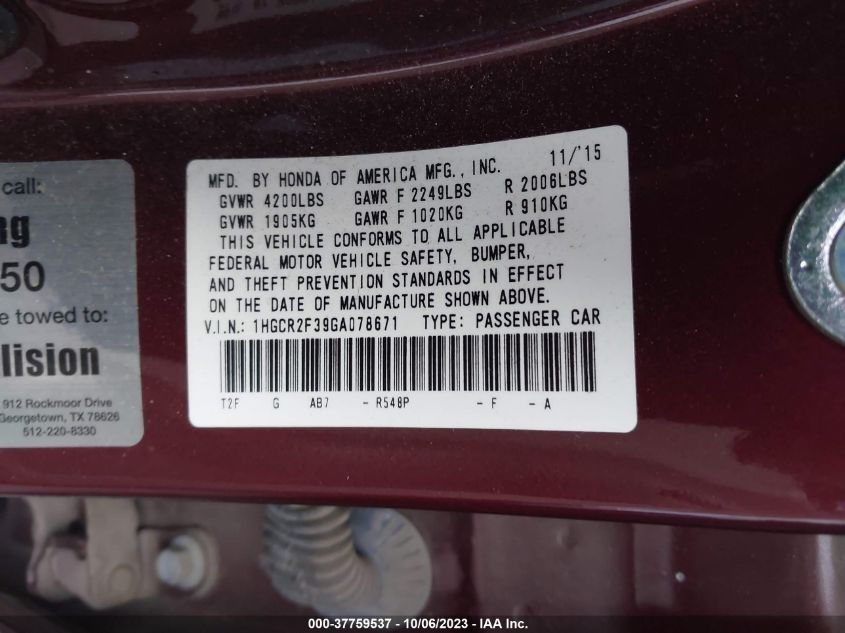 call:
ng
50
e towed to:
lision
912 Rockmoor Drive
Georgetown, TX 78626
512-220-8330
MFD. BY HONDA OF AMERICA MFG., INC. 11/'15
GVWR 4200LBS GAWR F 2249LBS R 2006LBS
GVWR 1905KG GAWR F 1020KG R 910KG
THIS VEHICLE CONFORMS TO ALL APPLICABLE
FEDERAL MOTOR VEHICLE SAFETY, BUMPER,
AND THEFT PREVENTION STANDARDS IN EFFECT
ON THE DATE OF MANUFACTURE SHOWN ABOVE.
V.I.N.: 1HGCR2F39GA078671 TYPE: PASSENGER CAR
T2F G AB7 - R548P - F - A
000-37759537 - 10/06/2023 - IAA Inc.